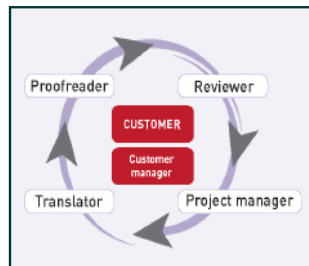 Proofreader
Reviewer
CUSTOMER
Customer
manager
Translator
Project manager